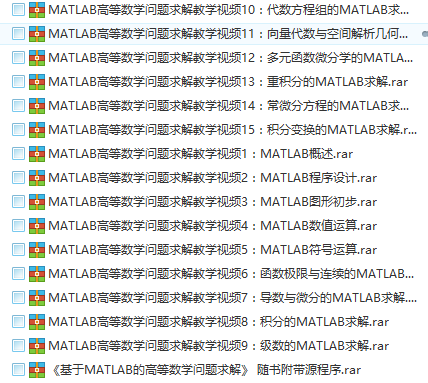 MATLAB高等数学问题求解教学视频10：代数方程组的MATLAB求...
MATLAB高等数学问题求解教学视频11：向量代数与空间解析几何...
MATLAB高等数学问题求解教学视频12：多元函数微分学的MATLA...
MATLAB高等数学问题求解教学视频13：重积分的MATLAB求解.rar
MATLAB高等数学问题求解教学视频14：常微分方程的MATLAB求...
MATLAB高等数学问题求解教学视频15：积分变换的MATLAB求解.r...
MATLAB高等数学问题求解教学视频1：MATLAB概述.rar
MATLAB高等数学问题求解教学视频2：MATLAB程序设计.rar
MATLAB高等数学问题求解教学视频3：MATLAB图形初步.rar
MATLAB高等数学问题求解教学视频4：MATLAB数值运算.rar
MATLAB高等数学问题求解教学视频5：MATLAB符号运算.rar
MATLAB高等数学问题求解教学视频6：函数极限与连续的MATLAB...
MATLAB高等数学问题求解教学视频7：导数与微分的MATLAB求解....
MATLAB高等数学问题求解教学视频8：积分的MATLAB求解.rar
MATLAB高等数学问题求解教学视频9：级数的MATLAB求解.rar
《基于MATLAB的高等数学问题求解》 随书附带源程序.rar